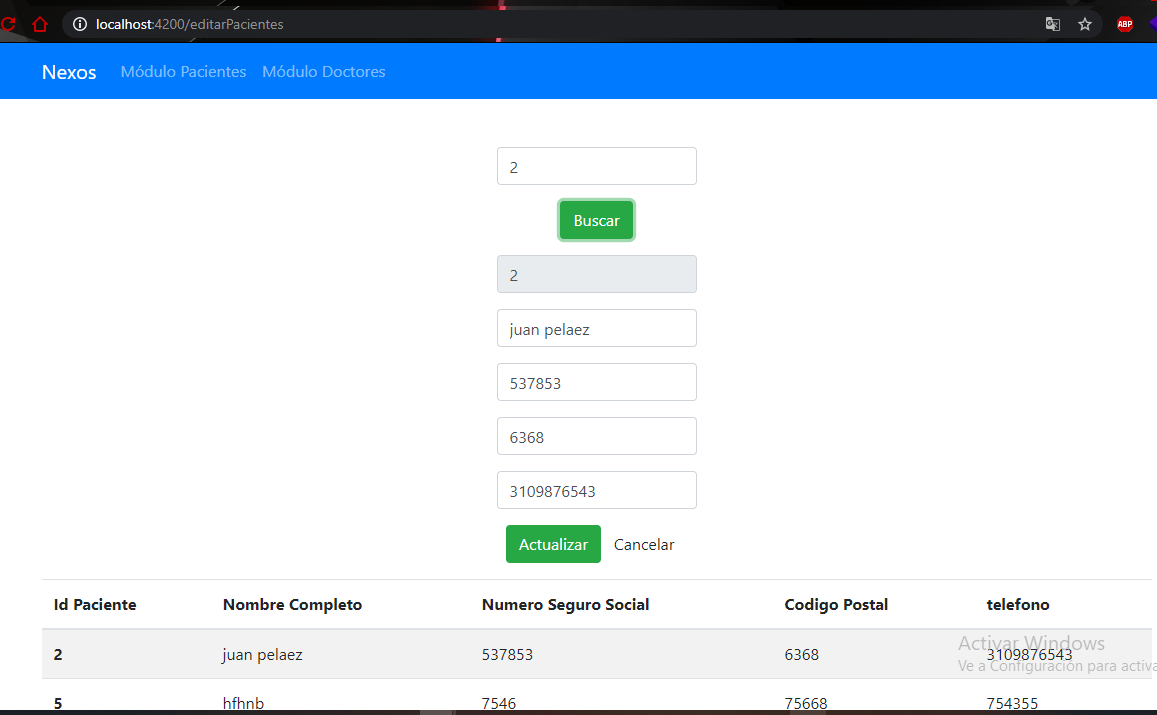 localhost:4200/editarPacientes
ABP
Nexos Módulo Pacientes Módulo Doctores
2
Buscar
2
juan pelaez
537853
6368
3109876543
Actualizar Cancelar
Id Paciente Nombre Completo Numero Seguro Social Codigo Postal telefono
2 juan pelaez 537853 6368 3109876543
Activar Windows
Ve a Configuración para activa
5 hfhnb 7546 75668 754355